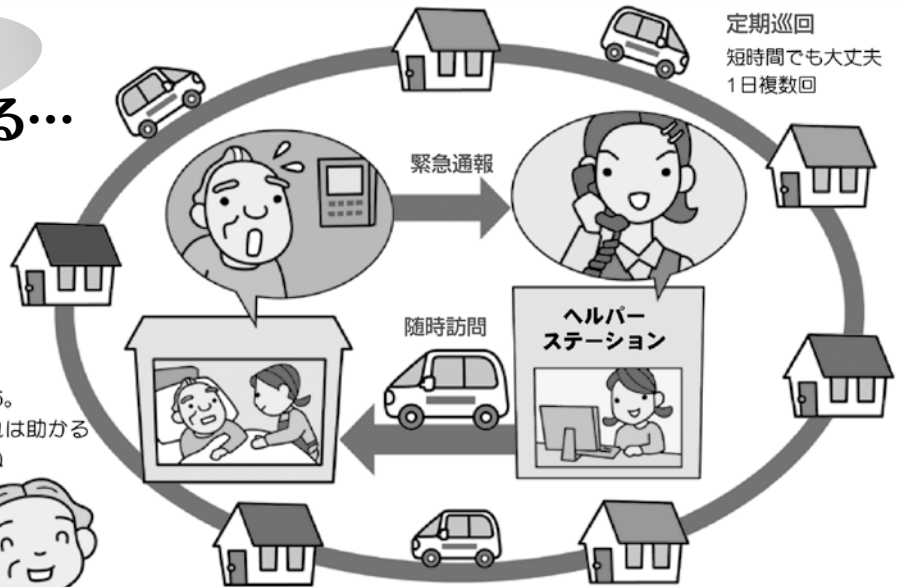 る…
定期巡回
短時間でも大丈夫
1日複数回
緊急通報
随時訪問
ヘルパー
ステーション
。
れは助かる